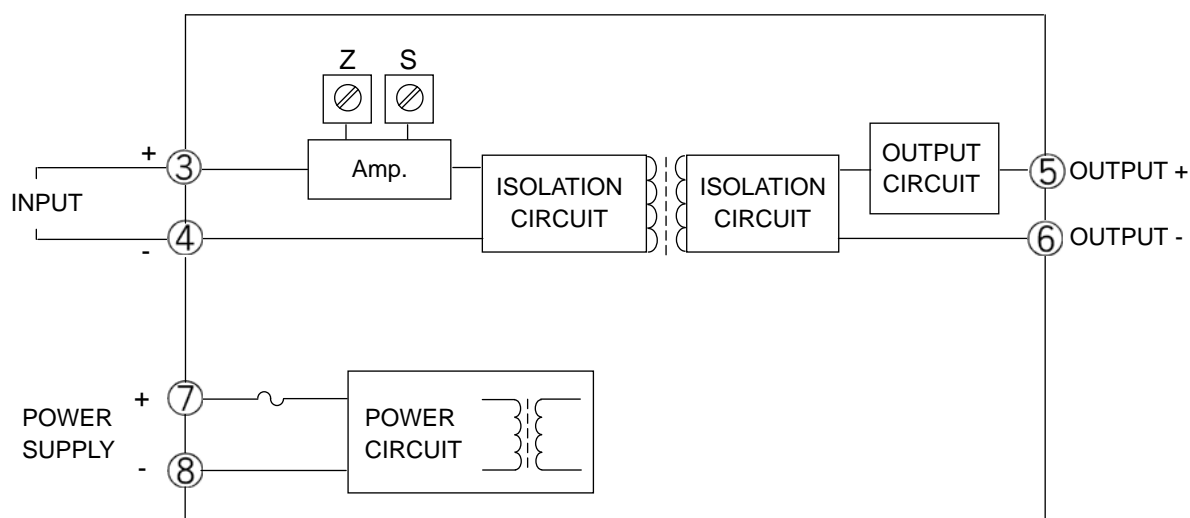 Z
S
+
3
Amp.
INPUT
4
-
ISOLATION
CIRCUIT
ISOLATION
CIRCUIT
OUTPUT
CIRCUIT
5
OUTPUT +
6
OUTPUT -
POWER
SUPPLY
+
7
-
8
POWER
CIRCUIT